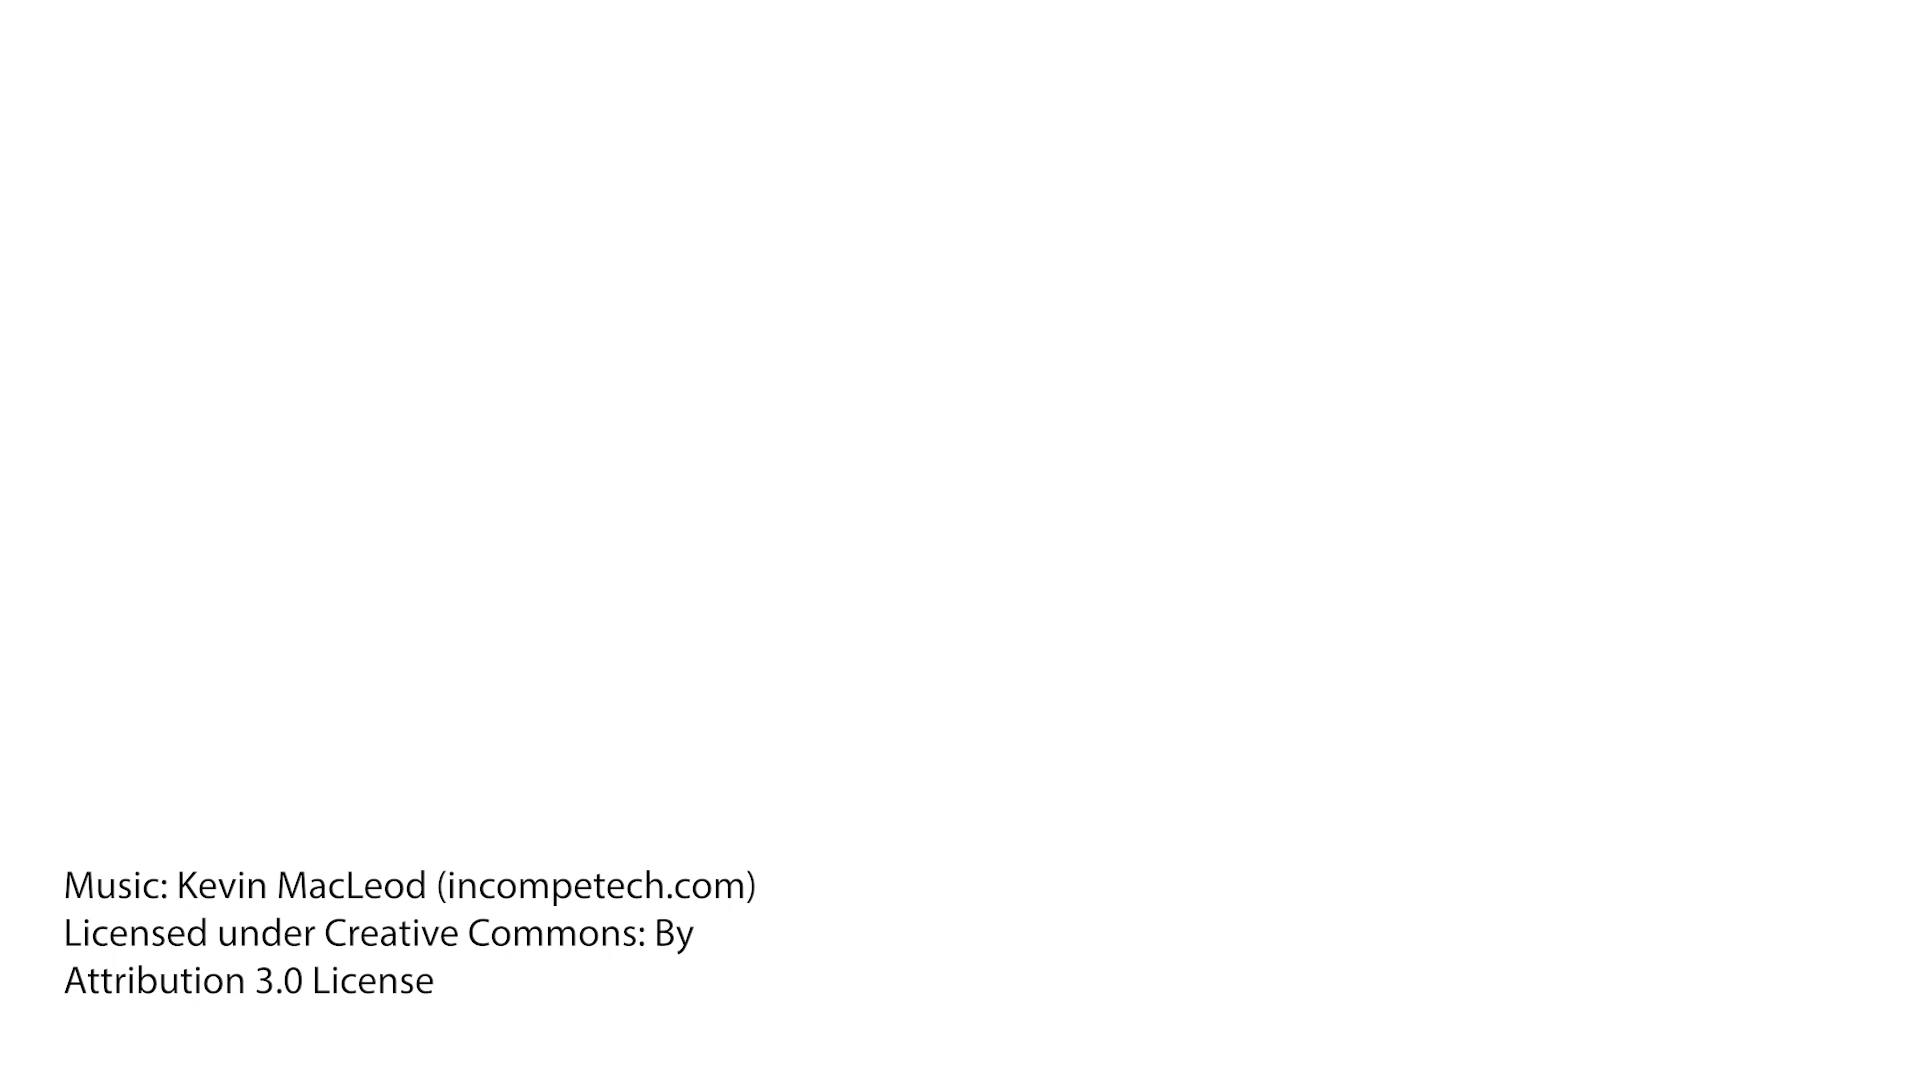 Music: Kevin MacLeod (incompetech.com)
Licensed under Creative Commons: By
Attribution 3.0 License